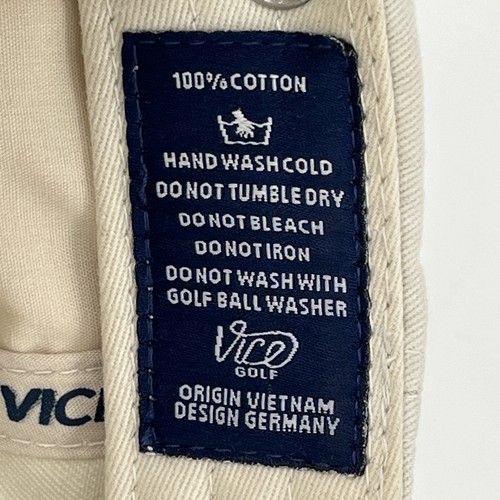 100% COTTON
HAND WASH COLD
DO NOT TUMBLE DRY
DO NOT BLEACH
DO NOT IRON
DO NOT WASH WITH
GOLF BALL WASHER
Vice
GOLF
ORIGIN VIETNAM
DESIGN GERMANY
VIC